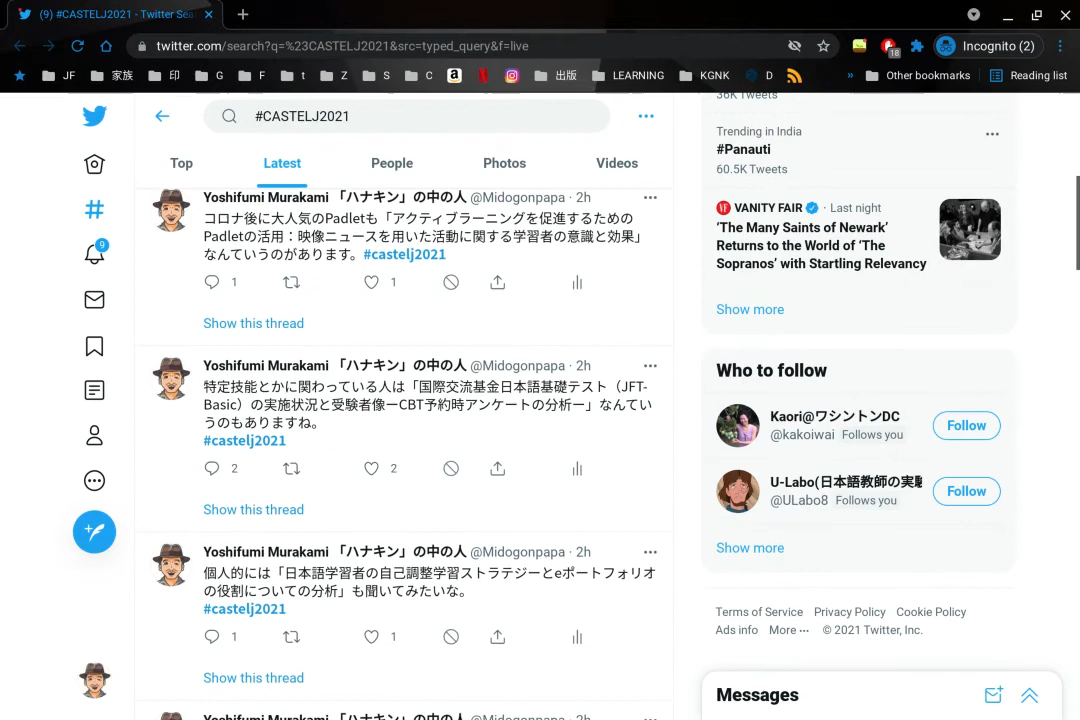 (9) #CASTELJ2021 - Twitter Sea
twitter.com/search?q=%23CASTELJ2021&src=typed_query&f=live
18
Incognito (2)
JF
家族
印
G
F
t
Z
S
C
a
出版
LEARNING
KGNK
D
»
Other bookmarks
Reading list
#CASTELJ2021
Top
Latest
People
Photos
Videos
9
Yoshifumi Murakami 「ハナキン」の中の人 @Midogonpapa · 2h
コロナ後に大人気のPadletも「アクティブラーニングを促進するための
Padletの活用：映像ニュースを用いた活動に関する学習者の意識と効果」
なんていうのがあります。#castelj2021
1
1
Show this thread
Yoshifumi Murakami 「ハナキン」の中の人 @Midogonpapa · 2h
特定技能とかに関わっている人は「国際交流基金日本語基礎テスト（JFT-
Basic）の実施状況と受験者像ーCBT予約時アンケートの分析ー」なんてい
うのもありますね。
#castelj2021
2
2
Show this thread
Yoshifumi Murakami 「ハナキン」の中の人 @Midogonpapa · 2h
個人的には「日本語学習者の自己調整学習ストラテジーとeポートフォリオ
の役割についての分析」も聞いてみたいな。
#castelj2021
1
1
Show this thread
Yoshifumi Murakami 「ハナキン」の中の人 @Midogonpapa · 2h
36K Tweets
Trending in India
#Panauti
60.5K Tweets
VF VANITY FAIR · Last night
‘The Many Saints of Newark’
Returns to the World of ‘The
Sopranos’ with Startling Relevancy
Show more
Who to follow
Kaori@ワシントンDC
@kakoiwai Follows you
Follow
U-Labo(日本語教師の実験
@ULabo8 Follows you
Follow
Show more
Terms of Service Privacy Policy Cookie Policy
Ads info More ··· © 2021 Twitter, Inc.
Messages